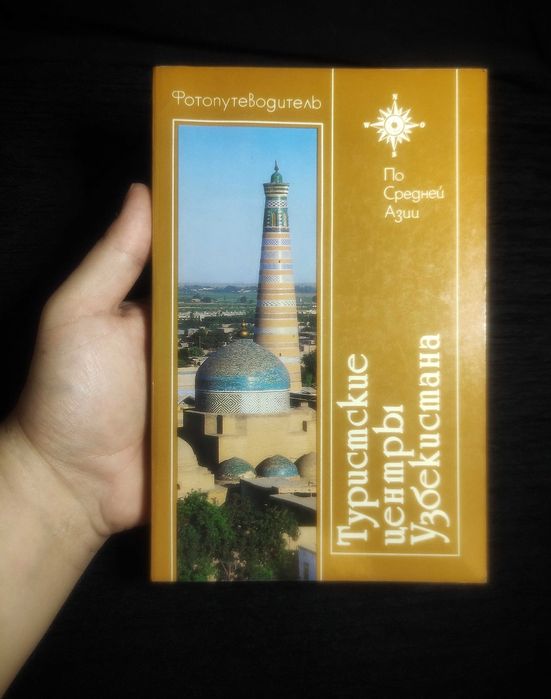 Фотопутеводитель
N
W O
S
По
Средней
Азии
Туристские
центры
Узбекистана